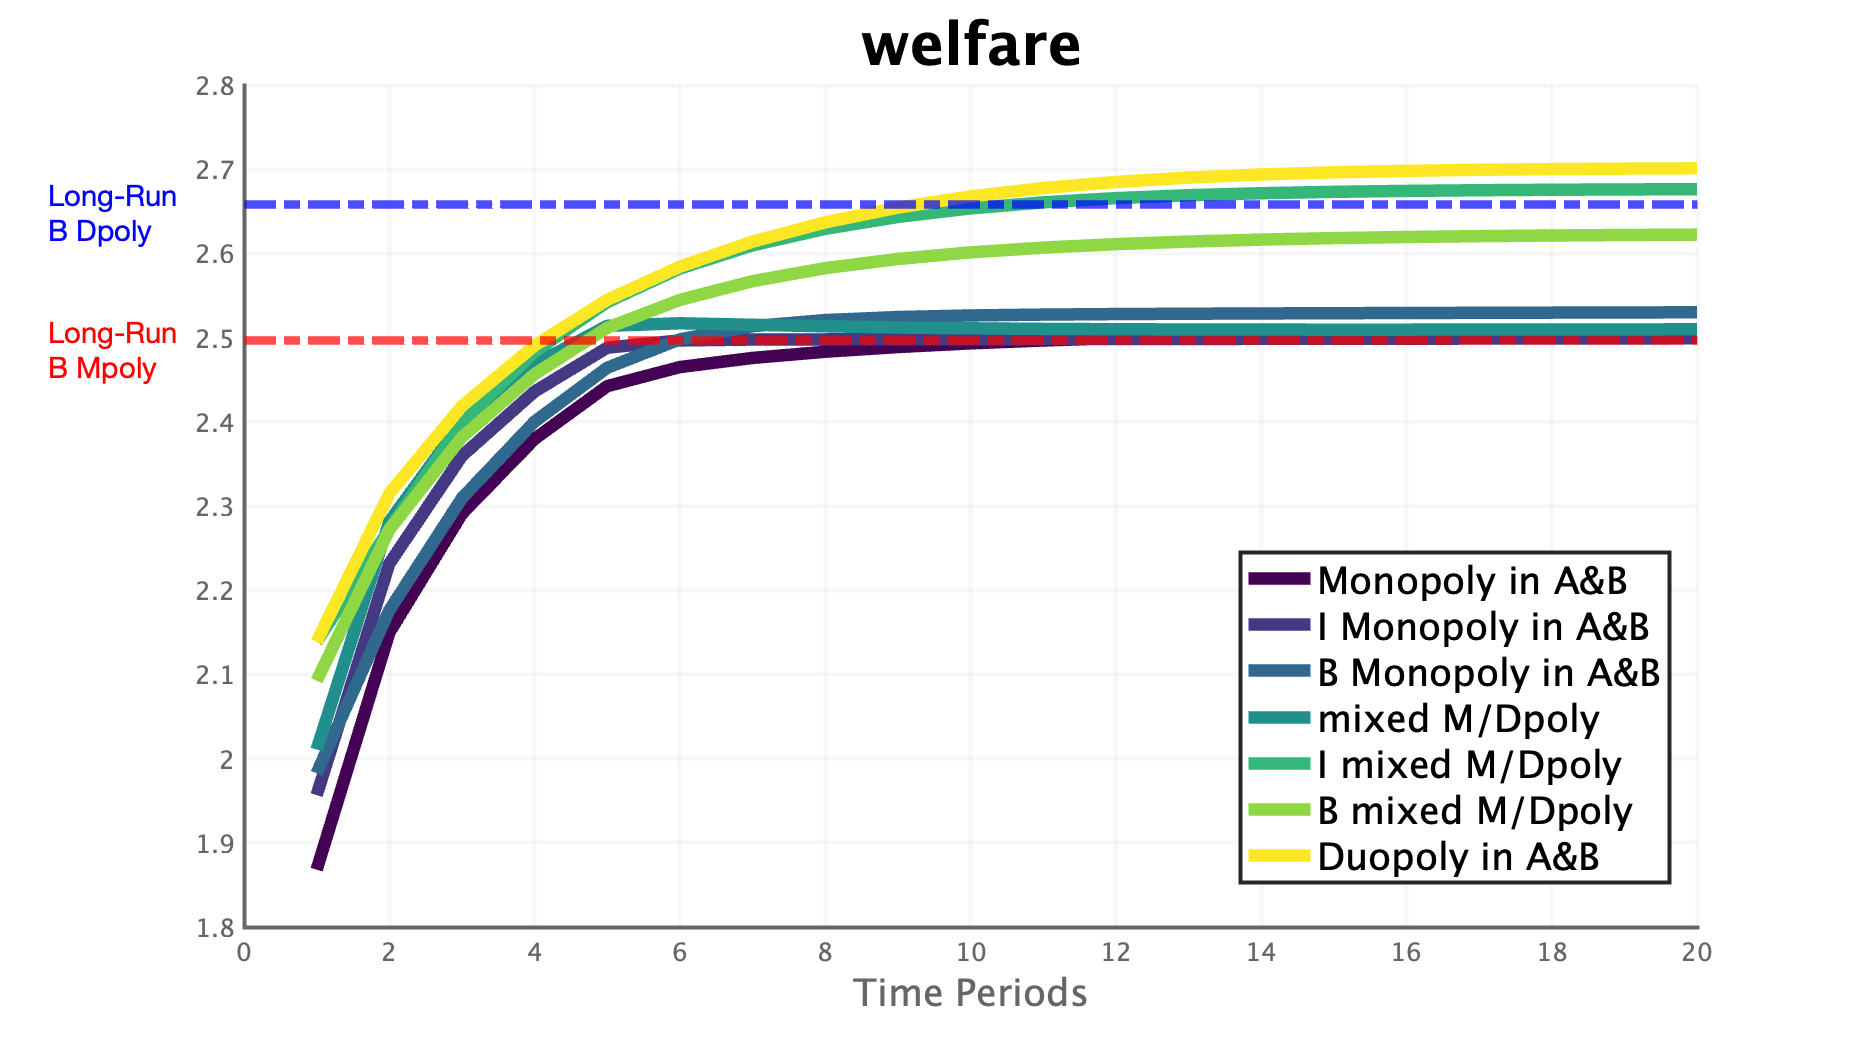 welfare
2.8
2.7
Long-Run
B Dpoly
2.6
2.5
Long-Run
B Mpoly
2.4
2.3
2.2
2.1
2
1.9
1.8
Monopoly in A&B
I Monopoly in A&B
B Monopoly in A&B
mixed M/Dpoly
I mixed M/Dpoly
B mixed M/Dpoly
Duopoly in A&B
0 2 4 6 8 10 12 14 16 18 20
Time Periods